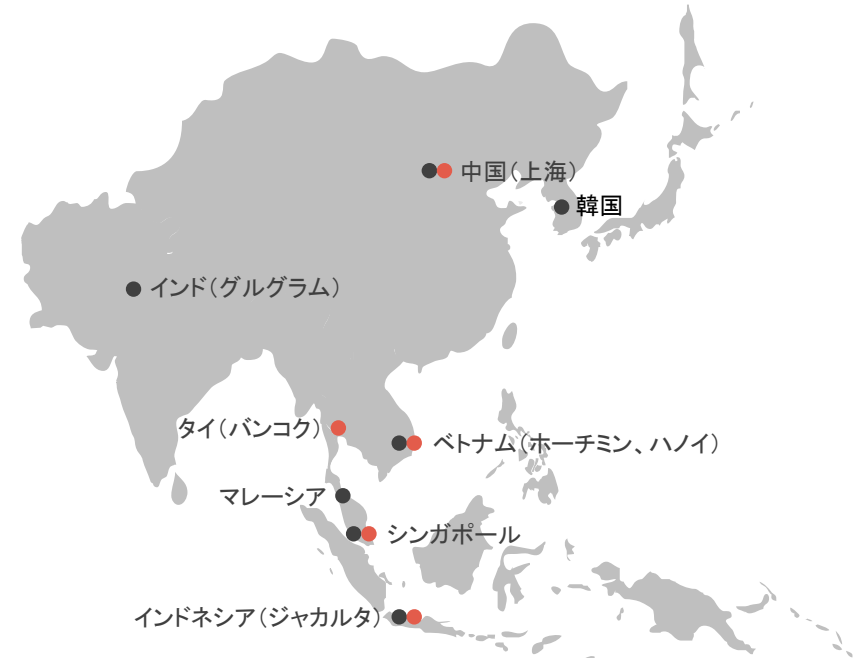 中国（上海）
韓国
インド（グルグラム）
タイ（バンコク）
ベトナム（ホーチミン、ハノイ）
マレーシア
シンガポール
インドネシア（ジャカルタ）